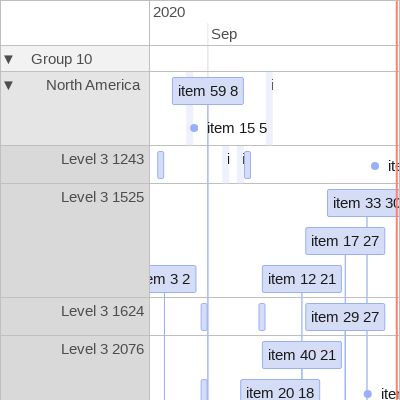 2020
Sep
▼ Group 10
▼ North America
item 59 8
i
item 15 5
Level 3 1243
i
i
ite
Level 3 1525
item 33 30
item 17 27
em 3 2
item 12 21
Level 3 1624
item 29 27
Level 3 2076
item 40 21
item 20 18
item